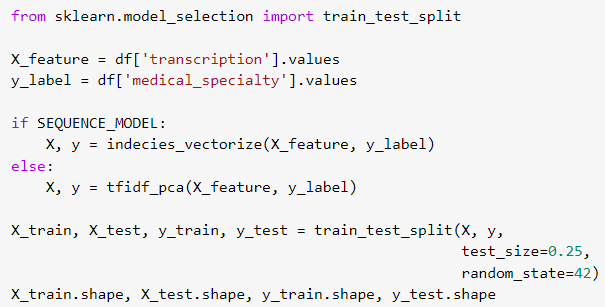 from sklearn.model_selection import train_test_split
X_feature = df['transcription'].values
y_label = df['medical_specialty'].values
if SEQUENCE_MODEL:
    X, y = indecies_vectorize(X_feature, y_label)
else:
    X, y = tfidf_pca(X_feature, y_label)
X_train, X_test, y_train, y_test = train_test_split(X, y,
                                                    test_size=0.25,
                                                    random_state=42)
X_train.shape, X_test.shape, y_train.shape, y_test.shape